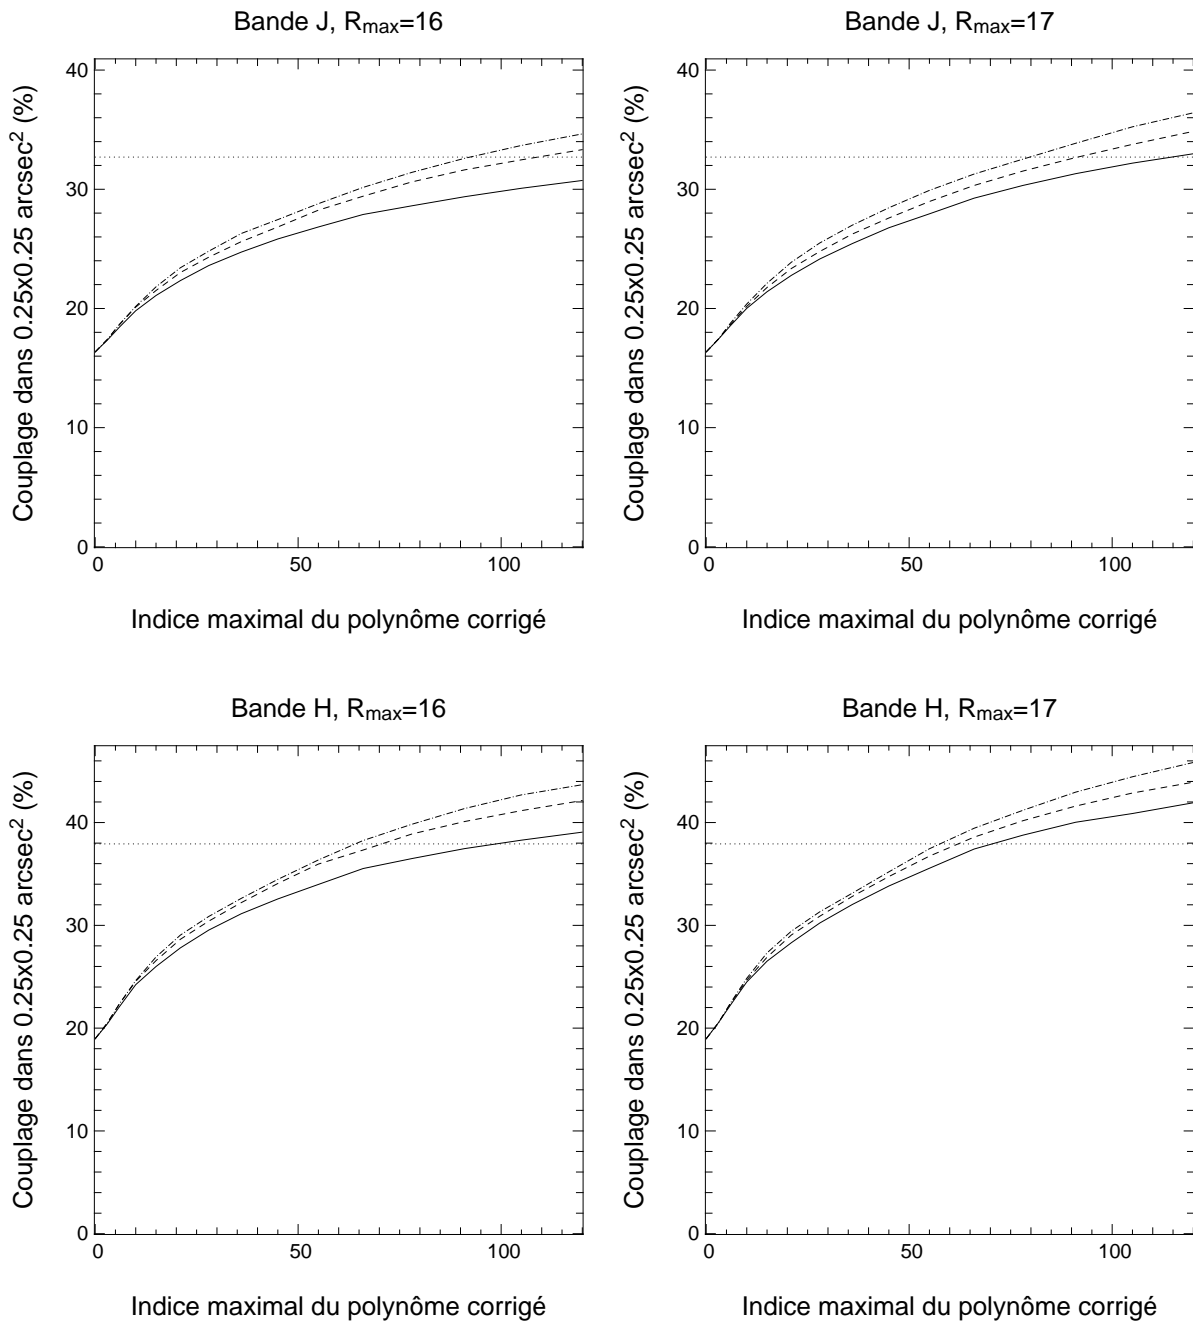 Bande J, Rmax=16
Couplage dans 0.25x0.25 arcsec² (%)
40
30
20
10
0
0 50 100
Indice maximal du polynôme corrigé
Bande J, Rmax=17
Couplage dans 0.25x0.25 arcsec² (%)
40
30
20
10
0
0 50 100
Indice maximal du polynôme corrigé
Bande H, Rmax=16
Couplage dans 0.25x0.25 arcsec² (%)
40
30
20
10
0
0 50 100
Indice maximal du polynôme corrigé
Bande H, Rmax=17
Couplage dans 0.25x0.25 arcsec² (%)
40
30
20
10
0
0 50 100
Indice maximal du polynôme corrigé